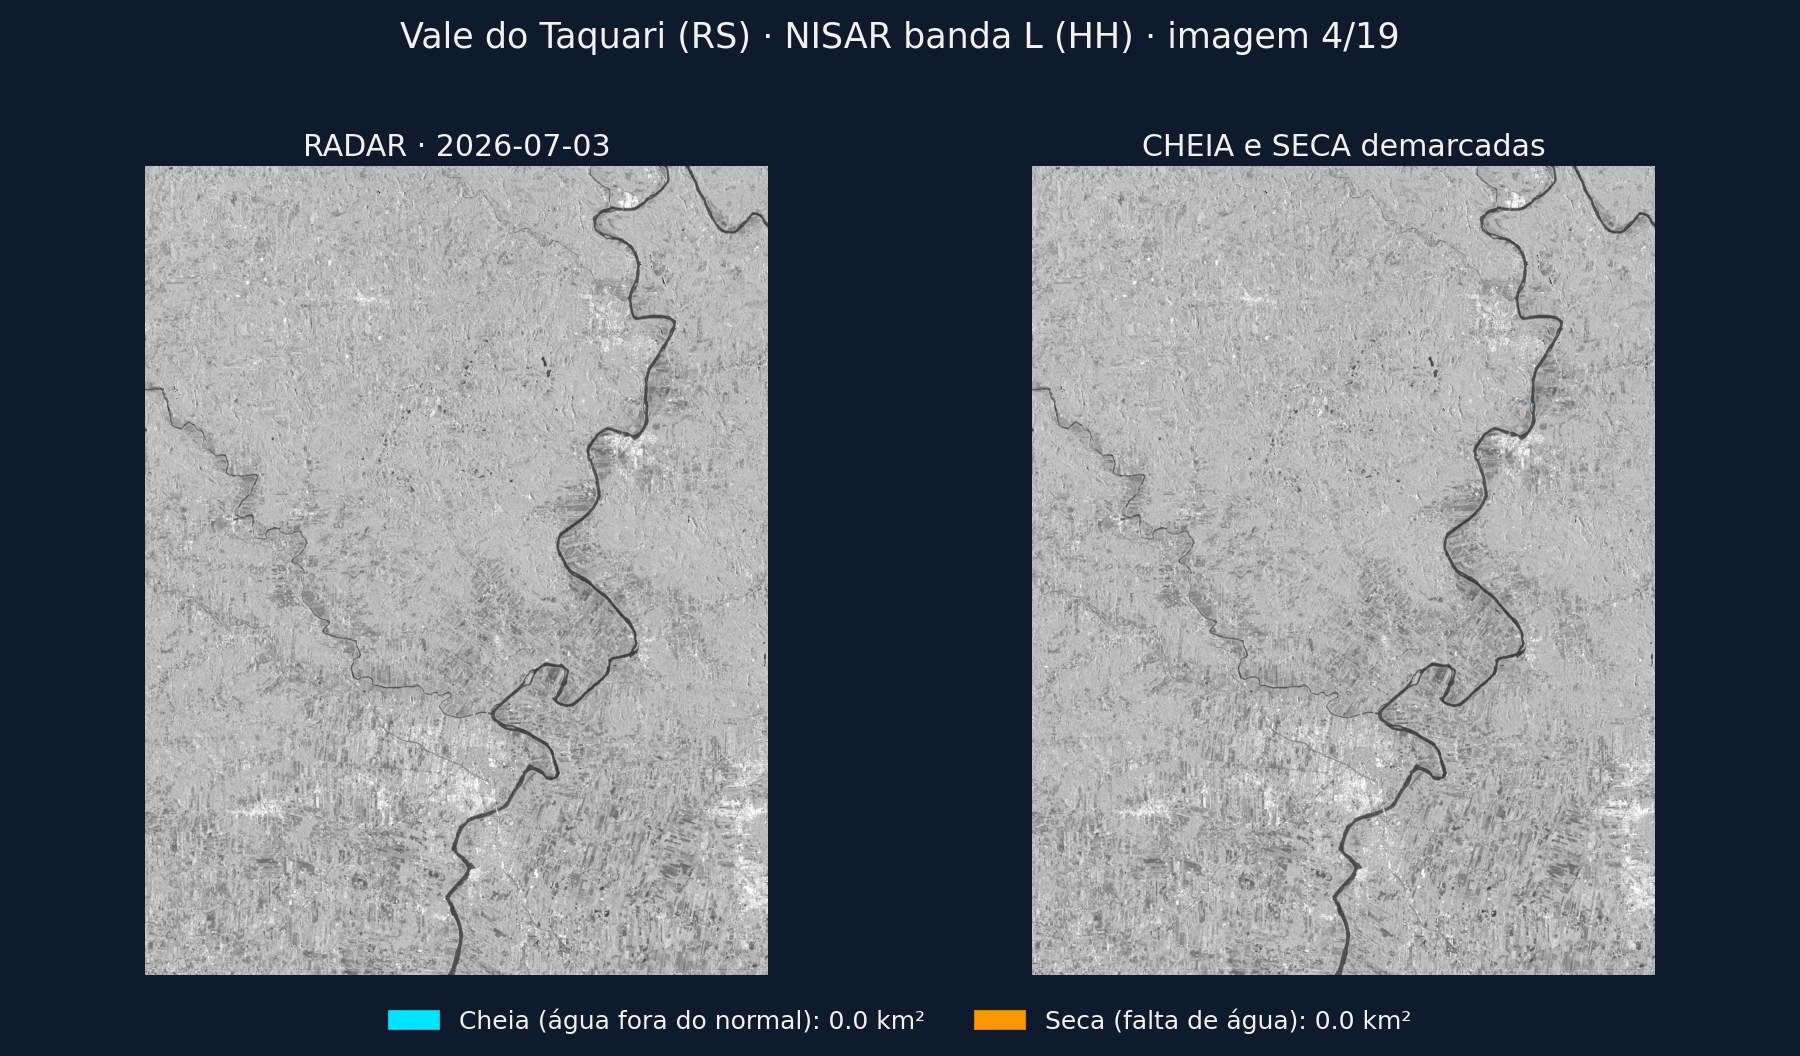 Vale do Taquari (RS) · NISAR banda L (HH) · imagem 4/19
RADAR · 2026-07-03
CHEIA e SECA demarcadas
Cheia (água fora do normal): 0.0 km²
Seca (falta de água): 0.0 km²